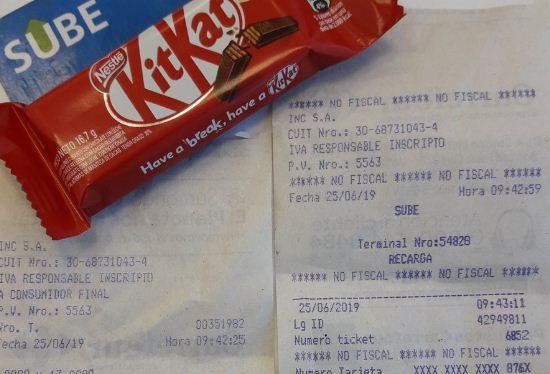 SUBE
Nestlé
KitKat
Have a break, have a KitKat
NETO 16,7 g
INC S.A.
CUIT Nro.: 30-68731043-4
IVA RESPONSABLE INSCRIPTO
A CONSUMIDOR FINAL
P.V. Nro.: 5563
Nro. T. 00351982
Fecha 25/06/19 Hora 09:42:25
****** NO FISCAL ****** NO FISCAL ******
INC S.A.
CUIT Nro.: 30-68731043-4
IVA RESPONSABLE INSCRIPTO
P.V. Nro.: 5563
****** NO FISCAL ****** NO FISCAL ******
Fecha 25/06/19 Hora 09:42:59
SUBE
Terminal Nro:54828
RECARGA
****** NO FISCAL ****** NO FISCAL ******
25/06/2019 09:43:11
Lg ID 42949811
Numero ticket 6852
****** NO FISCAL ****** NO FISCAL ******
Numero Tarjeta XXXX XXXX XXXX 876X